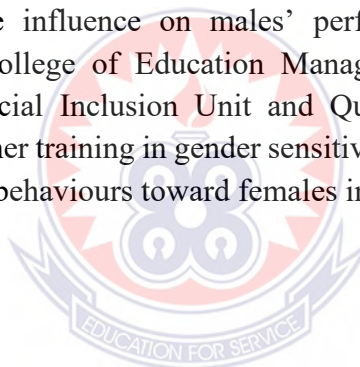 influence on males’ perf
ollege of Education Manag
cial Inclusion Unit and Qu
her training in gender sensitiv
behaviours toward females in
EDUCATION FOR SERVICE